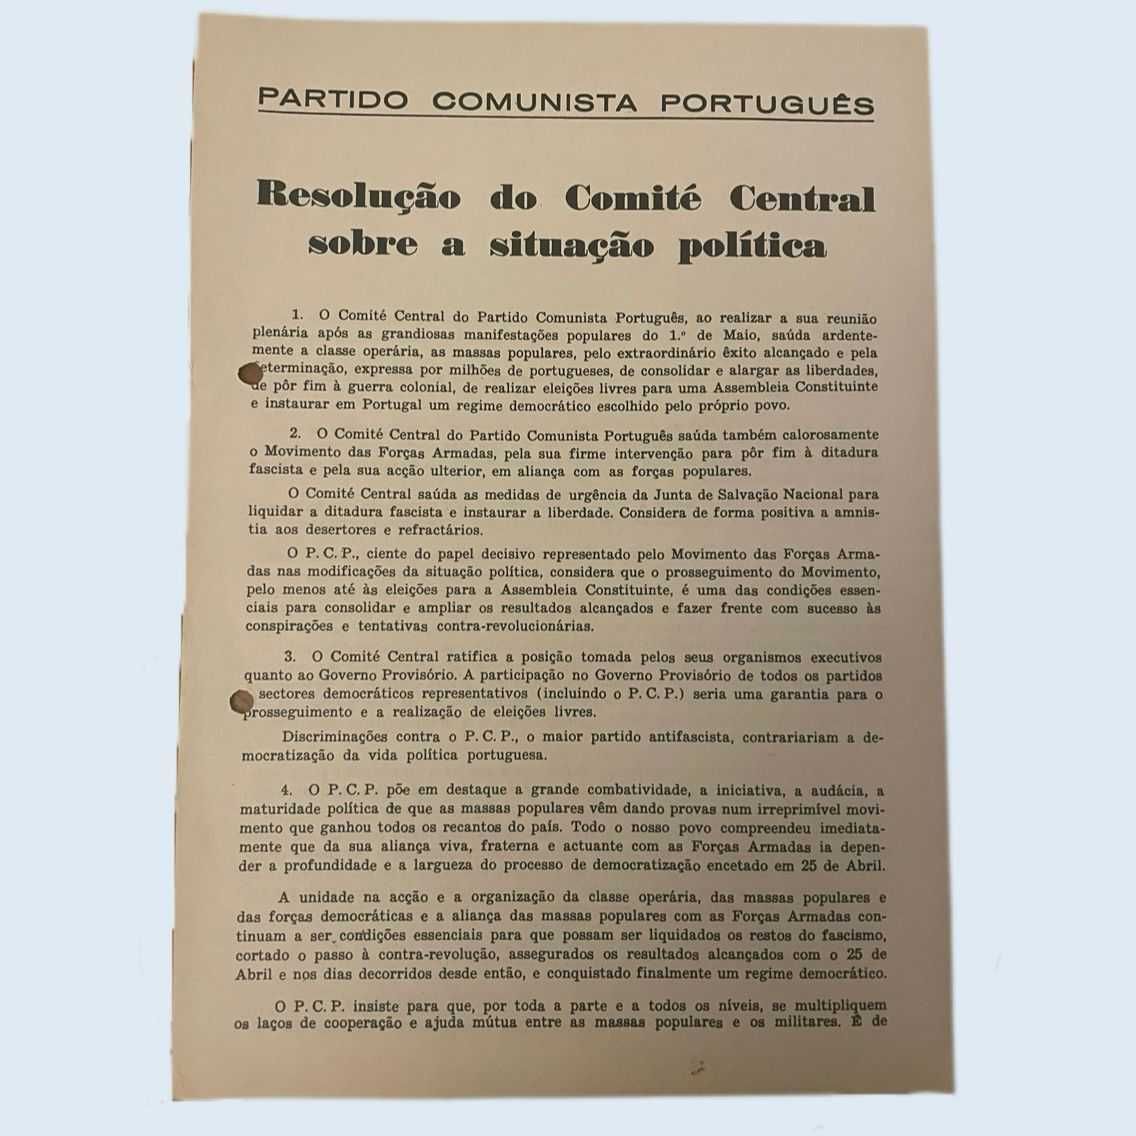 PARTIDO COMUNISTA PORTUGUÊS
Resolução do Comité Central
sobre a situação política
1. O Comité Central do Partido Comunista Português, ao realizar a sua reunião
plenária após as grandiosas manifestações populares do 1.º de Maio, saúda ardente-
mente a classe operária, as massas populares, pelo extraordinário êxito alcançado e pela
determinação, expressa por milhões de portugueses, de consolidar e alargar as liberdades,
de pôr fim à guerra colonial, de realizar eleições livres para uma Assembleia Constituinte
e instaurar em Portugal um regime democrático escolhido pelo próprio povo.
2. O Comité Central do Partido Comunista Português saúda também calorosamente
o Movimento das Forças Armadas, pela sua firme intervenção para pôr fim à ditadura
fascista e pela sua acção ulterior, em aliança com as forças populares.
O Comité Central saúda as medidas de urgência da Junta de Salvação Nacional para
liquidar a ditadura fascista e instaurar a liberdade. Considera de forma positiva a amnis-
tia aos desertores e refractários.
O P. C. P., ciente do papel decisivo representado pelo Movimento das Forças Arma-
das nas modificações da situação política, considera que o prosseguimento do Movimento,
pelo menos até às eleições para a Assembleia Constituinte, é uma das condições essen-
ciais para consolidar e ampliar os resultados alcançados e fazer frente com sucesso às
conspirações e tentativas contra-revolucionárias.
3. O Comité Central ratifica a posição tomada pelos seus organismos executivos
quanto ao Governo Provisório. A participação no Governo Provisório de todos os partidos
sectores democráticos representativos (incluindo o P. C. P.) seria uma garantia para o
prosseguimento e a realização de eleições livres.
Discriminações contra o P. C. P., o maior partido antifascista, contrariariam a de-
mocratização da vida política portuguesa.
4. O P. C. P. põe em destaque a grande combatividade, a iniciativa, a audácia, a
maturidade política de que as massas populares vêm dando provas num irreprimível movi-
mento que ganhou todos os recantos do país. Todo o nosso povo compreendeu imediata-
mente que da sua aliança viva, fraterna e actuante com as Forças Armadas ia depen-
der a profundidade e a largueza do processo de democratização encetado em 25 de Abril.
A unidade na acção e a organização da classe operária, das massas populares e
das forças democráticas e a aliança das massas populares com as Forças Armadas con-
tinuam a ser condições essenciais para que possam ser liquidados os restos do fascismo,
cortado o passo à contra-revolução, assegurados os resultados alcançados com o 25 de
Abril e nos dias decorridos desde então, e conquistado finalmente um regime democrático.
O P. C. P. insiste para que, por toda a parte e a todos os níveis, se multipliquem
os laços de cooperação e ajuda mútua entre as massas populares e os militares. É de